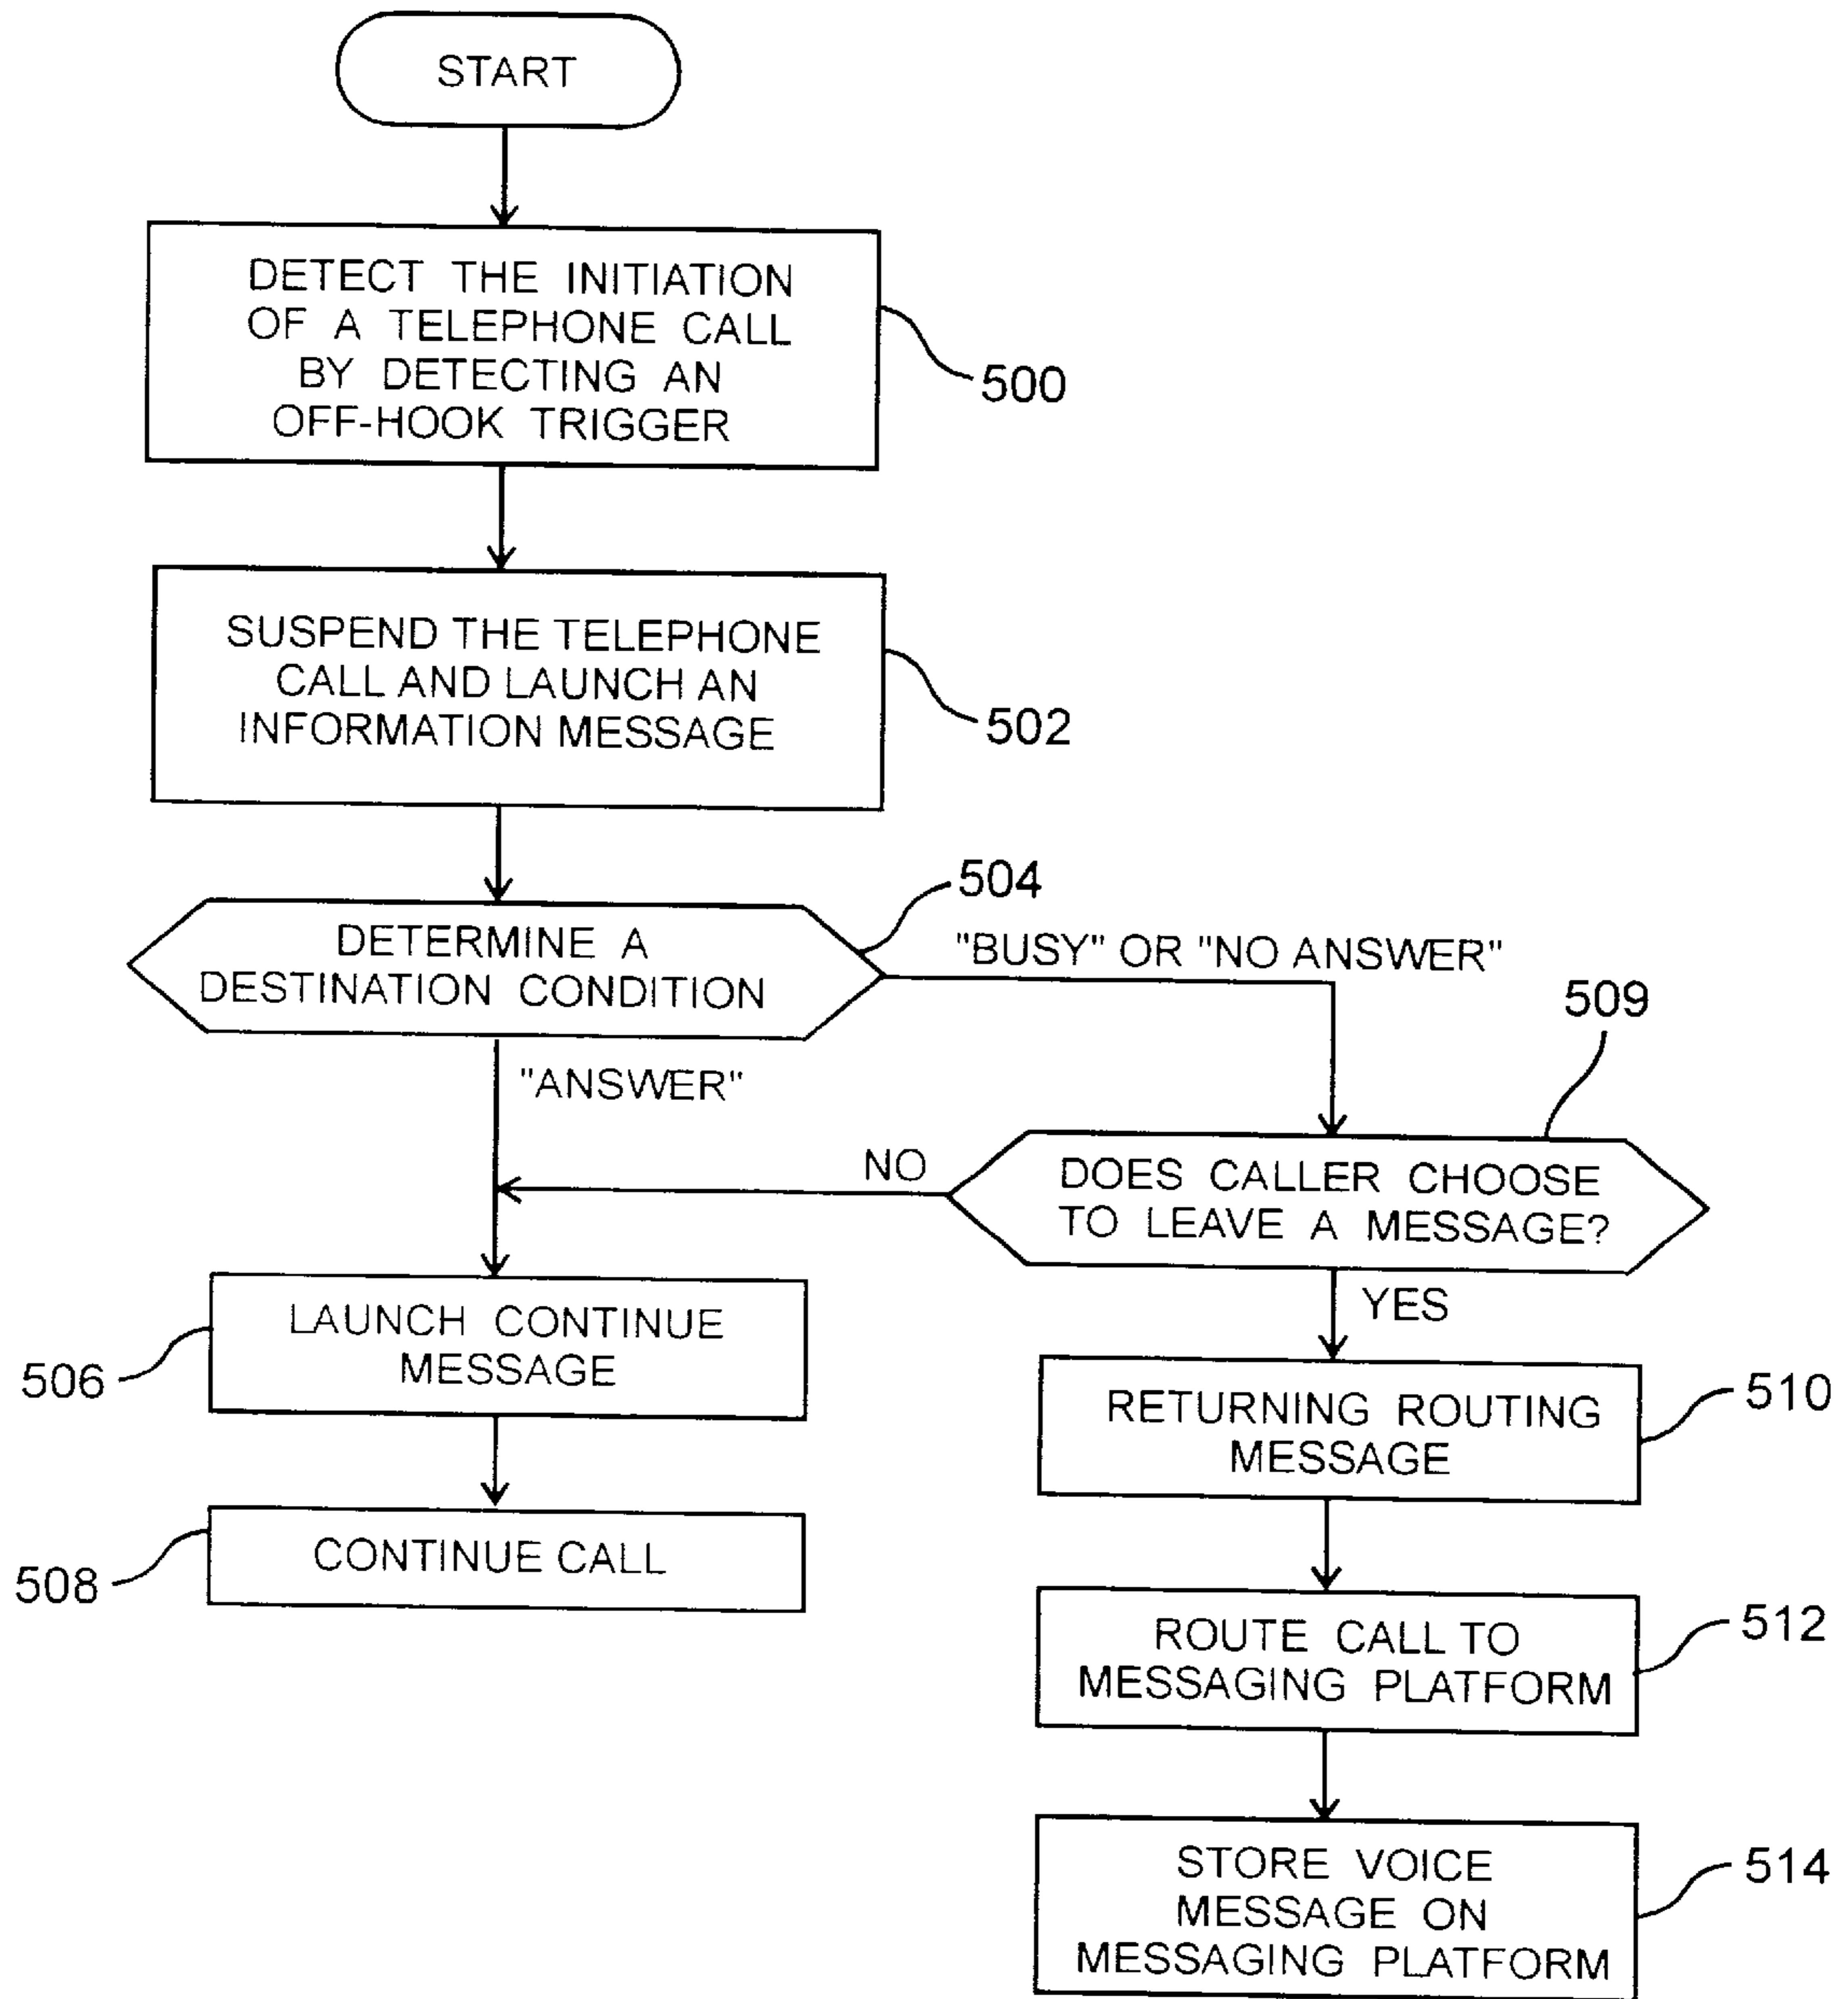 START
DETECT THE INITIATION
OF A TELEPHONE CALL
BY DETECTING AN
OFF-HOOK TRIGGER
500
SUSPEND THE TELEPHONE
CALL AND LAUNCH AN
INFORMATION MESSAGE
502
504
DETERMINE A
DESTINATION CONDITION
"BUSY" OR "NO ANSWER"
509
"ANSWER"
NO
DOES CALLER CHOOSE
TO LEAVE A MESSAGE?
YES
LAUNCH CONTINUE
MESSAGE
506
RETURNING ROUTING
MESSAGE
510
CONTINUE CALL
508
ROUTE CALL TO
MESSAGING PLATFORM
512
STORE VOICE
MESSAGE ON
MESSAGING PLATFORM
514